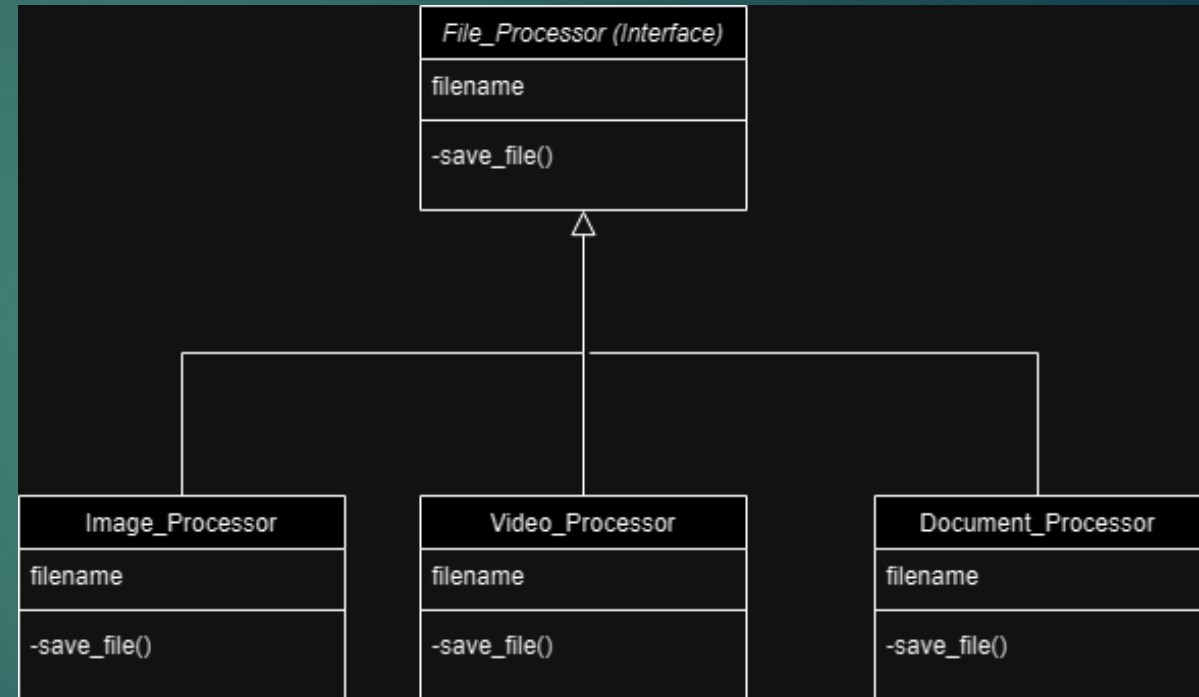 File_Processor (Interface)
filename
-save_file()
Image_Processor
filename
-save_file()
Video_Processor
filename
-save_file()
Document_Processor
filename
-save_file()